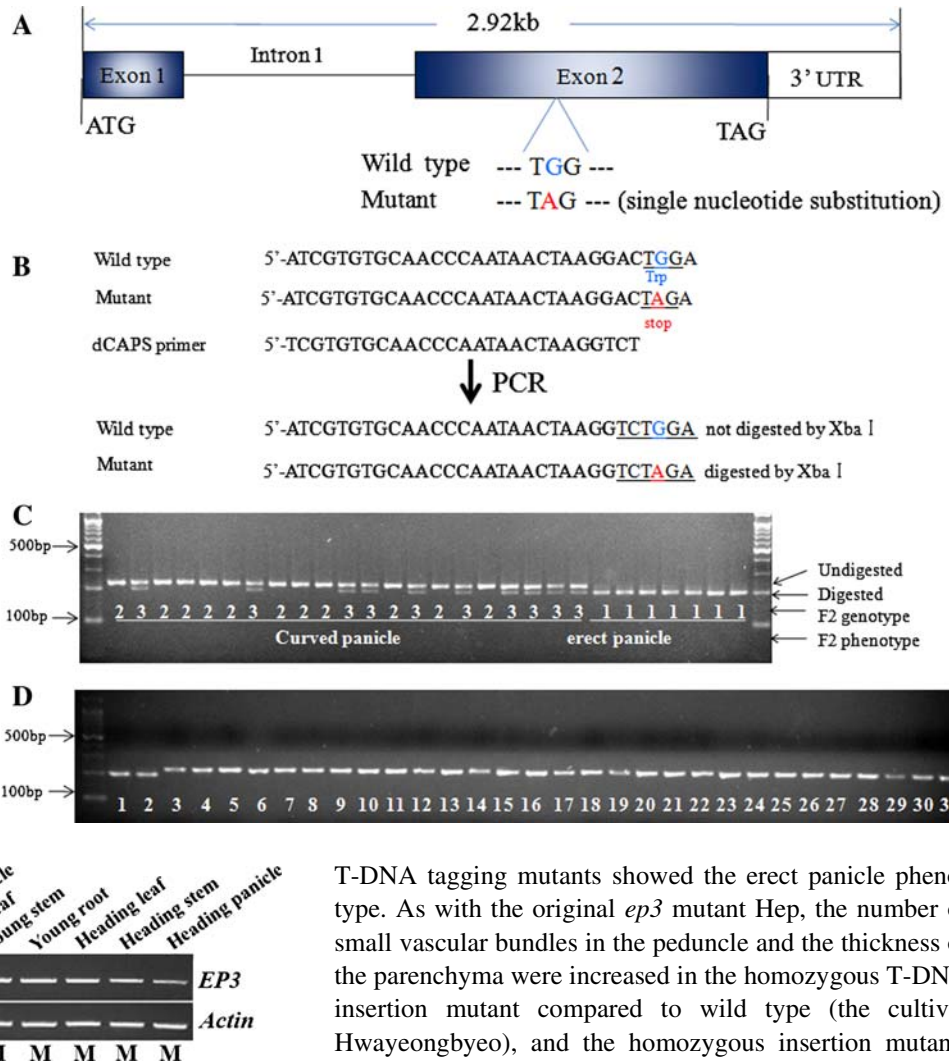 A
2.92kb
Exon 1
Intron 1
Exon 2
3' UTR
ATG
TAG
Wild type --- TGG ---
Mutant --- TAG --- (single nucleotide substitution)
B
Wild type 5'-ATCGTGTGCAACCCAATAACTAAGGACTGGA
Trp
Mutant 5'-ATCGTGTGCAACCCAATAACTAAGGACTAGA
stop
dCAPS primer 5'-TCGTGTGCAACCCAATAACTAAGGTCT
PCR
Wild type 5'-ATCGTGTGCAACCCAATAACTAAGGTCTGGA not digested by Xba I
Mutant 5'-ATCGTGTGCAACCCAATAACTAAGGTCTAGA digested by Xba I
C
500bp
100bp
2 3 2 2 2 2 3 2 2 2 3 3 2 3 2 3 2 3 3 3 3 1 1 1 1 1 1 1
Curved panicle
erect panicle
Undigested
Digested
F2 genotype
F2 phenotype
D
500bp
100bp
1 2 3 4 5 6 7 8 9 10 11 12 13 14 15 16 17 18 19 20 21 22 23 24 25 26 27 28 29 30 3
Young root
Heading leaf
Heading stem
Heading panicle
EP3
Actin
M M M M
T-DNA tagging mutants showed the erect panicle pheno
type. As with the original ep3 mutant Hep, the number
small vascular bundles in the peduncle and the thickness
the parenchyma were increased in the homozygous T-DN
insertion mutant compared to wild type (the cultiv
Hwayeongbyeo), and the homozygous insertion mutan